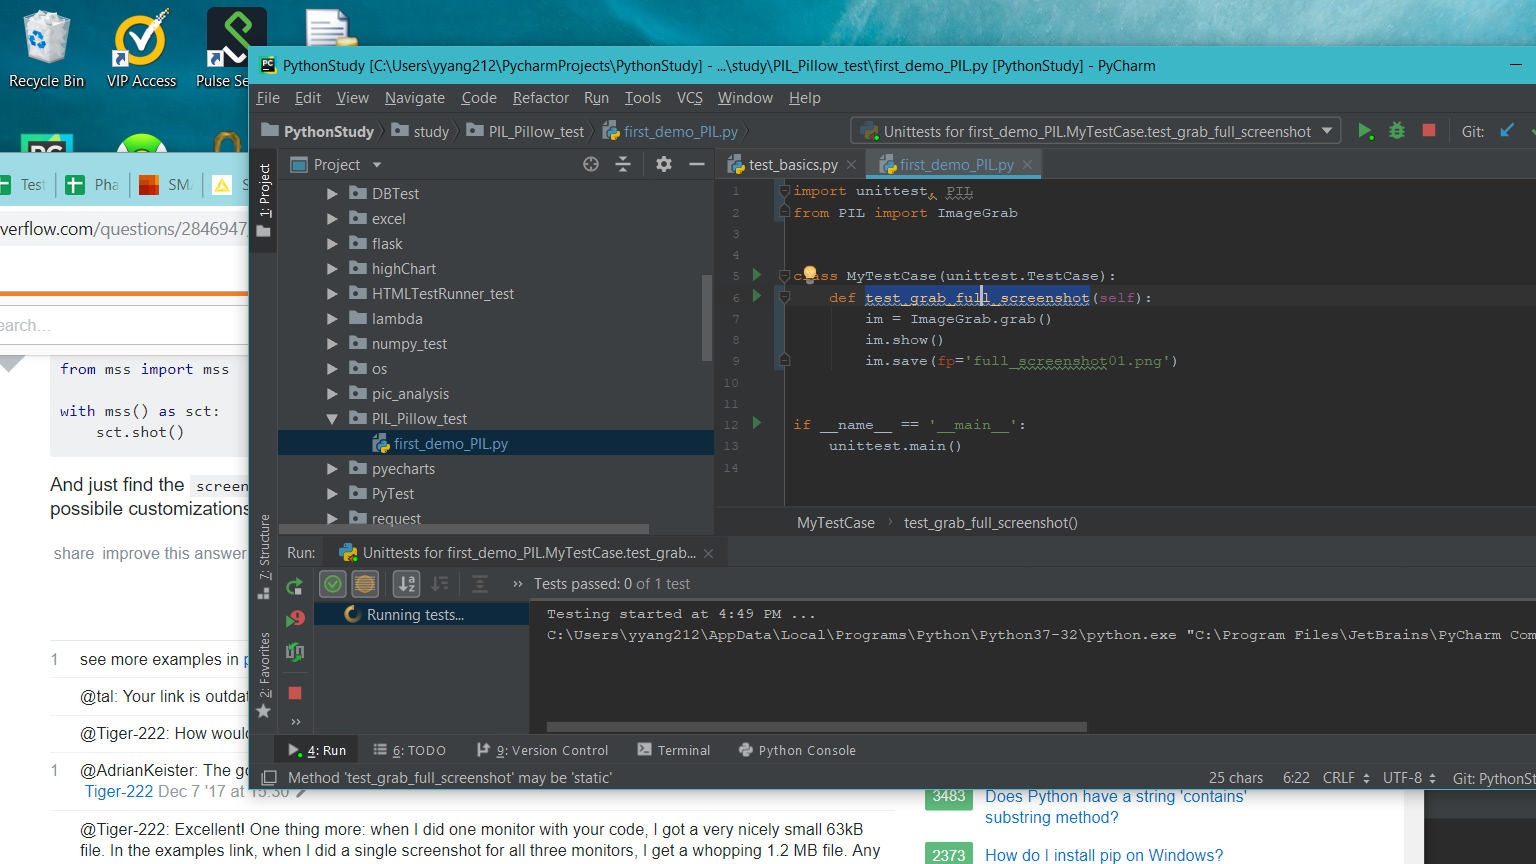 Recycle Bin
VIP Access
Pulse Se
PythonStudy [C:\Users\yyang212\PycharmProjects\PythonStudy] - ...\study\PIL_Pillow_test\first_demo_PIL.py [PythonStudy] - PyCharm
File Edit View Navigate Code Refactor Run Tools VCS Window Help
PythonStudy study PIL_Pillow_test first_demo_PIL.py
Unittests for first_demo_PIL.MyTestCase.test_grab_full_screenshot
Git:
Test Pha SMA S
verflow.com/questions/2846947
earch…
1: Project
7: Structure
2: Favorites
Project
DBTest
excel
flask
highChart
HTMLTestRunner_test
lambda
numpy_test
os
pic_analysis
PIL_Pillow_test
first_demo_PIL.py
pyecharts
PyTest
request
test_basics.py first_demo_PIL.py
1 import unittest, PIL
2 from PIL import ImageGrab
3
4
5 class MyTestCase(unittest.TestCase):
6 def test_grab_full_screenshot(self):
7 im = ImageGrab.grab()
8 im.show()
9 im.save(fp='full_screenshot01.png')
10
11
12 if __name__ == '__main__':
13 unittest.main()
14
MyTestCase › test_grab_full_screenshot()
from mss import mss
with mss() as sct:
sct.shot()
And just find the screen
possibile customizations
share improve this answer
1 see more examples in
@tal: Your link is outdat
@Tiger-222: How would
1 @AdrianKeister: The
Tiger-222 Dec 7 '17 at 15:30
@Tiger-222: Excellent! One thing more: when I did one monitor with your code, I got a very nicely small 63kB
file. In the examples link, when I did a single screenshot for all three monitors, I get a whopping 1.2 MB file. Any
Run: Unittests for first_demo_PIL.MyTestCase.test_grab...
» Tests passed: 0 of 1 test
Running tests...
Testing started at 4:49 PM ...
C:\Users\yyang212\AppData\Local\Programs\Python\Python37-32\python.exe "C:\Program Files\JetBrains\PyCharm Com
4: Run 6: TODO 9: Version Control Terminal Python Console
Method 'test_grab_full_screenshot' may be 'static'
25 chars 6:22 CRLF UTF-8 Git: PythonSt
3483 Does Python have a string 'contains'
substring method?
2373 How do I install pip on Windows?